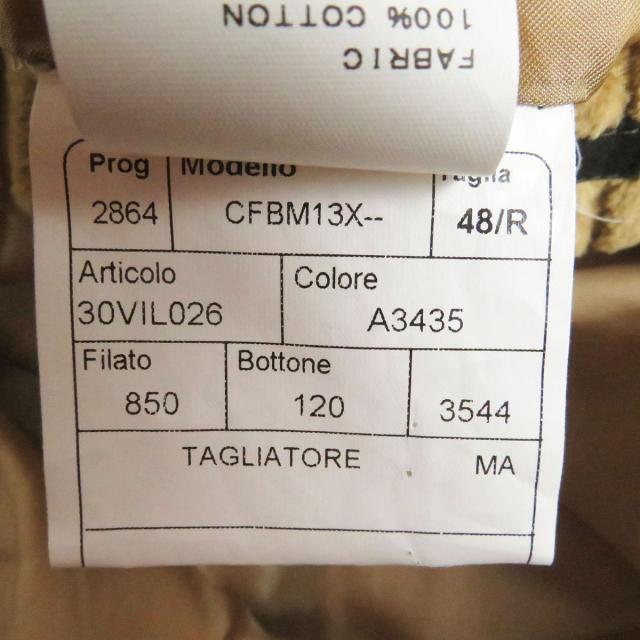 100% COTTON
FABRIC
Prog Modello Taglia
2864 CFBM13X-- 48/R
Articolo Colore
30VIL026 A3435
Filato Bottone
850 120 3544
TAGLIATORE MA